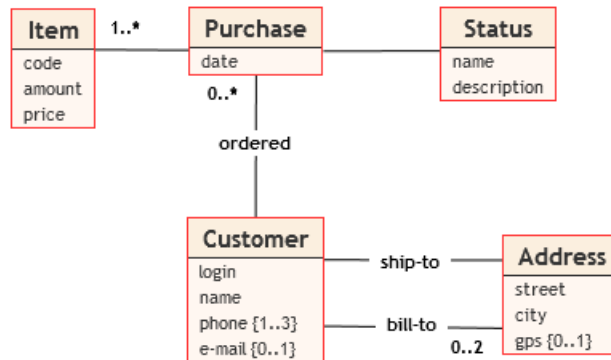 Item
code
amount
price
1..*
Purchase
date
0..*
Status
name
description
ordered
Customer
login
name
phone {1..3}
e-mail {0..1}
ship-to
bill-to
0..2
Address
street
city
gps {0..1}